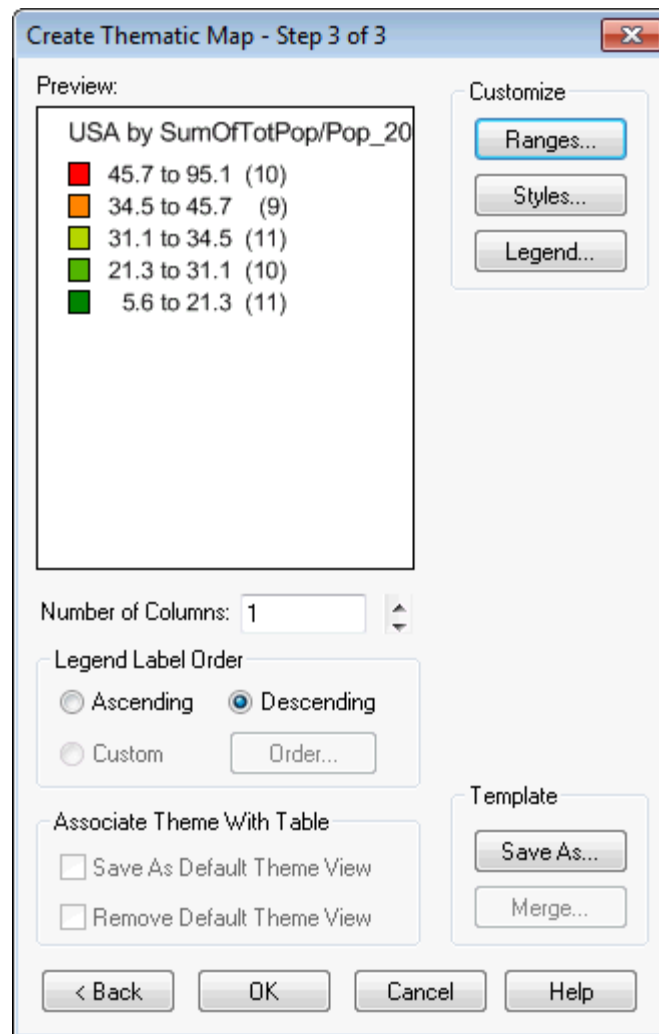 Create Thematic Map - Step 3 of 3
Preview:
USA by SumOfTotPop/Pop_20
45.7 to 95.1 (10)
34.5 to 45.7 (9)
31.1 to 34.5 (11)
21.3 to 31.1 (10)
5.6 to 21.3 (11)
Customize
Ranges...
Styles...
Legend...
Number of Columns: 1
Legend Label Order
Ascending Descending
Custom Order...
Associate Theme With Table
Save As Default Theme View
Remove Default Theme View
Template
Save As...
Merge...
< Back OK Cancel Help